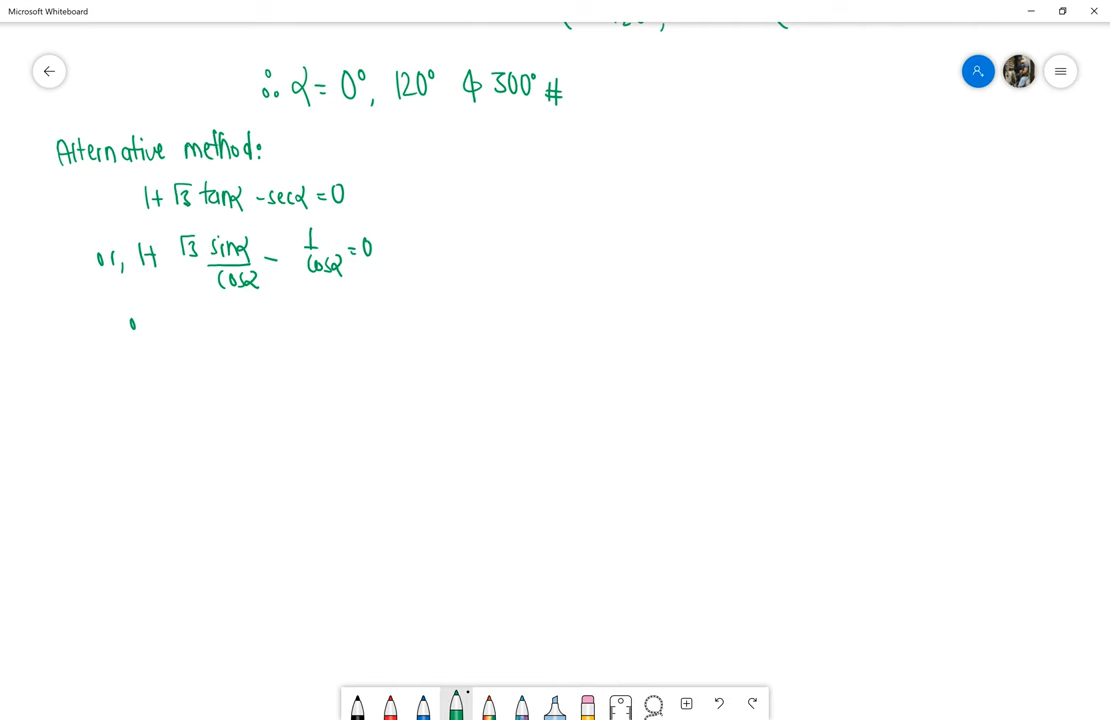 Microsoft Whiteboard
∴ α = 0°, 120° ф 300° #
Alternative method:
1+ √3 tanα - secα = 0
or, 1+ √3 sinα/cosα - 1/cosα = 0
o